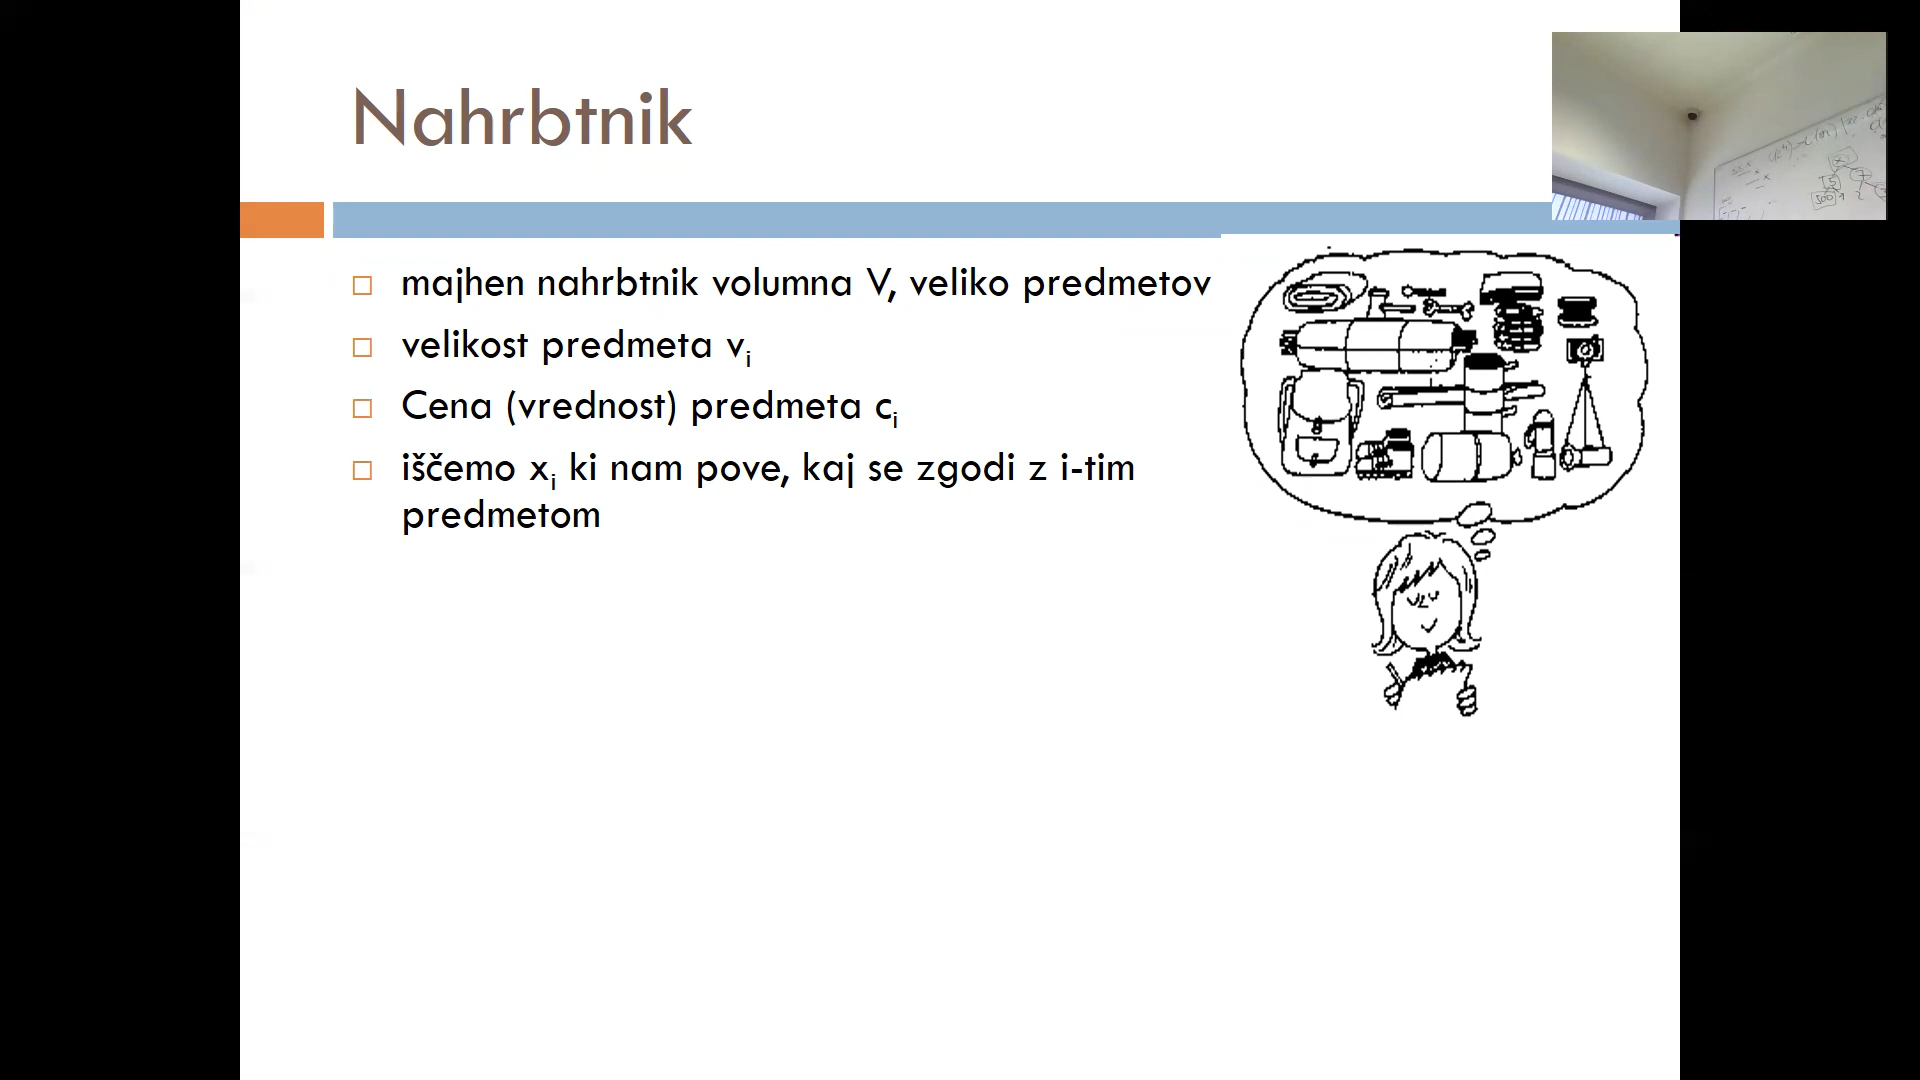 Nahrbtnik
majhen nahrbtnik volumna V, veliko predmetov
velikost predmeta vᵢ
Cena (vrednost) predmeta cᵢ
iščemo xᵢ ki nam pove, kaj se zgodi z i-tim
predmetom